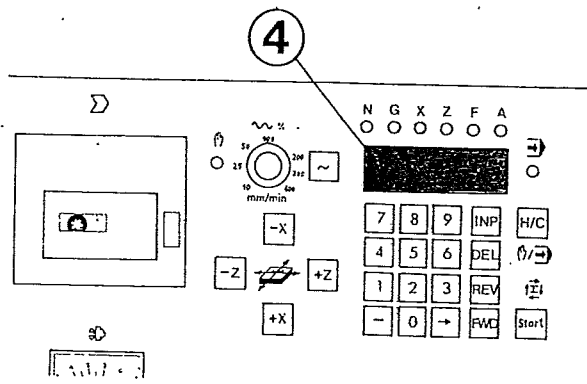 4
N G X Z F A
%
50 100 200
25
10 400
mm/min
~
7 8 9 INP H/C
-X
4 5 6 DEL
-Z +Z
1 2 3 REV
+X
- 0 → FWD Start